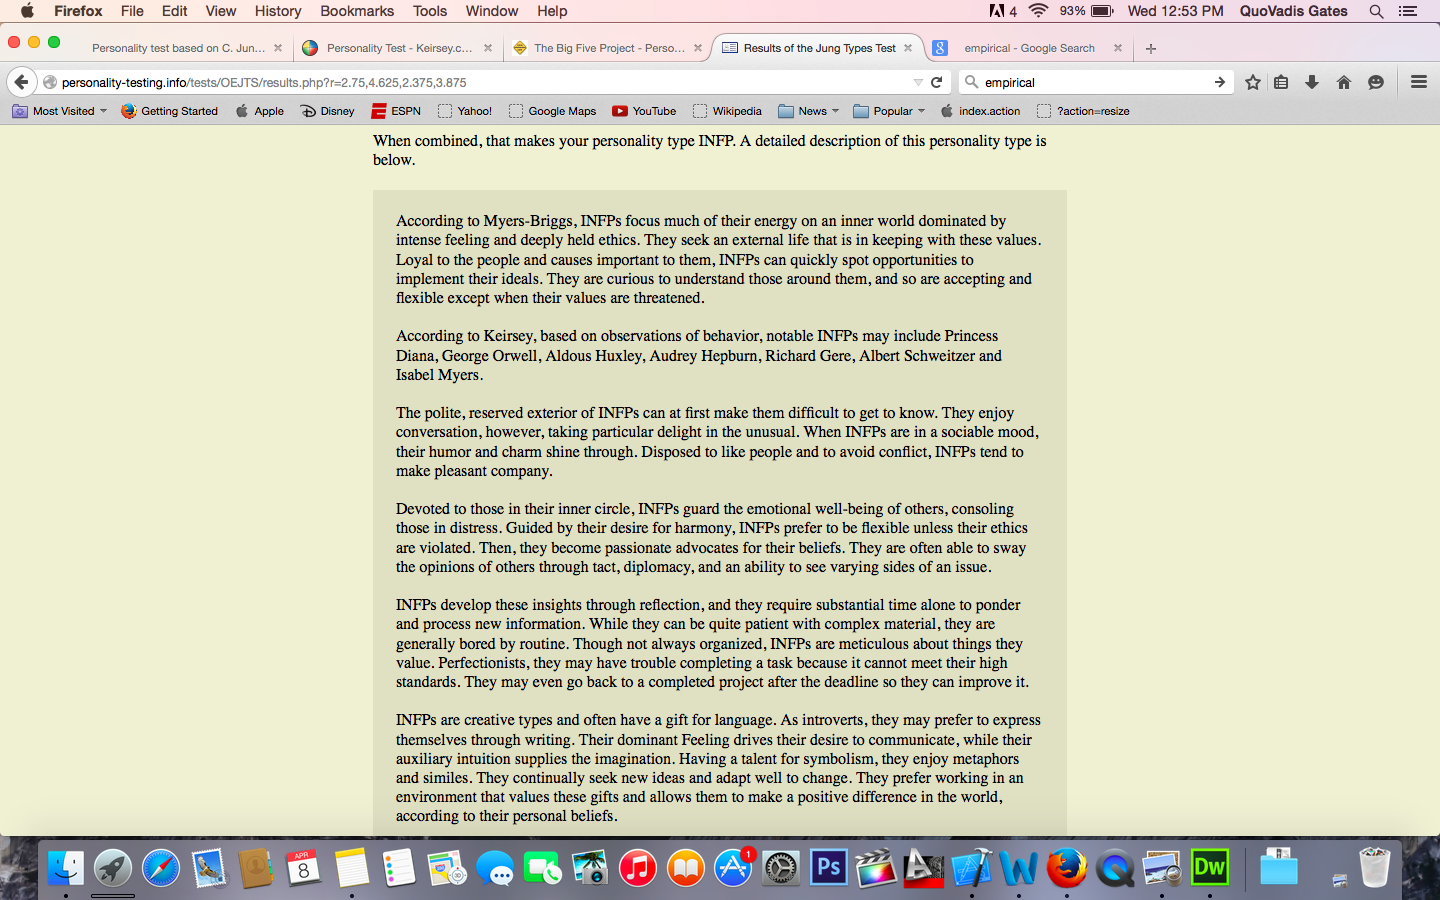 Firefox File Edit View History Bookmarks Tools Window Help 4 93% Wed 12:53 PM QuoVadis Gates
Personality test based on C. Jun... Personality Test - Keirsey.c... The Big Five Project - Perso... Results of the Jung Types Test empirical - Google Search
personality-testing.info/tests/OEJTS/results.php?r=2.75,4.625,2.375,3.875 empirical
Most Visited Getting Started Apple Disney ESPN Yahoo! Google Maps YouTube Wikipedia News Popular index.action ?action=resize
When combined, that makes your personality type INFP. A detailed description of this personality type is
below.
According to Myers-Briggs, INFPs focus much of their energy on an inner world dominated by
intense feeling and deeply held ethics. They seek an external life that is in keeping with these values.
Loyal to the people and causes important to them, INFPs can quickly spot opportunities to
implement their ideals. They are curious to understand those around them, and so are accepting and
flexible except when their values are threatened.
According to Keirsey, based on observations of behavior, notable INFPs may include Princess
Diana, George Orwell, Aldous Huxley, Audrey Hepburn, Richard Gere, Albert Schweitzer and
Isabel Myers.
The polite, reserved exterior of INFPs can at first make them difficult to get to know. They enjoy
conversation, however, taking particular delight in the unusual. When INFPs are in a sociable mood,
their humor and charm shine through. Disposed to like people and to avoid conflict, INFPs tend to
make pleasant company.
Devoted to those in their inner circle, INFPs guard the emotional well-being of others, consoling
those in distress. Guided by their desire for harmony, INFPs prefer to be flexible unless their ethics
are violated. Then, they become passionate advocates for their beliefs. They are often able to sway
the opinions of others through tact, diplomacy, and an ability to see varying sides of an issue.
INFPs develop these insights through reflection, and they require substantial time alone to ponder
and process new information. While they can be quite patient with complex material, they are
generally bored by routine. Though not always organized, INFPs are meticulous about things they
value. Perfectionists, they may have trouble completing a task because it cannot meet their high
standards. They may even go back to a completed project after the deadline so they can improve it.
INFPs are creative types and often have a gift for language. As introverts, they may prefer to express
themselves through writing. Their dominant Feeling drives their desire to communicate, while their
auxiliary intuition supplies the imagination. Having a talent for symbolism, they enjoy metaphors
and similes. They continually seek new ideas and adapt well to change. They prefer working in an
environment that values these gifts and allows them to make a positive difference in the world,
according to their personal beliefs.
APR 8 1 Ps Dw